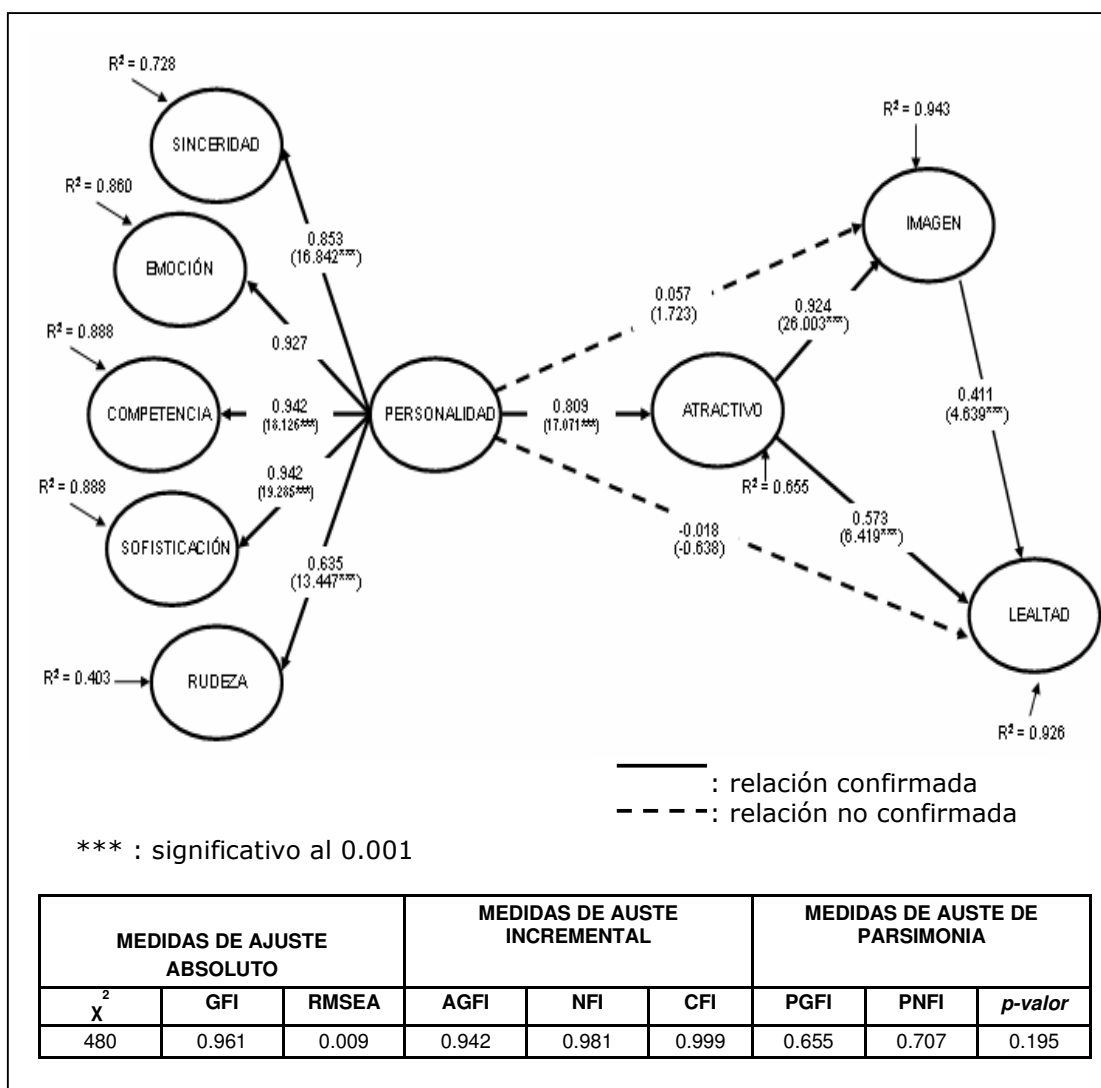 R² = 0.728
SINCERIDAD
R² = 0.943
R² = 0.860
IMAGEN
0.853
(16.842***)
EMOCIÓN
0.057
(1.723)
0.924
(26.003***)
R² = 0.888
0.927
COMPETENCIA
0.942
(18.126***)
PERSONALIDAD
0.809
(17.071***)
ATRACTIVO
0.411
(4.639***)
0.942
(19.285***)
R² = 0.888
R² = 0.655
SOFISTICACIÓN
0.573
(6.419***)
-0.018
(-0.638)
0.635
(13.447***)
LEALTAD
R² = 0.403
RUDEZA
R² = 0.926
: relación confirmada
: relación no confirmada
*** : significativo al 0.001
MEDIDAS DE AJUSTE
ABSOLUTO
MEDIDAS DE AUSTE
INCREMENTAL
MEDIDAS DE AUSTE DE
PARSIMONIA
X² GFI RMSEA AGFI NFI CFI PGFI PNFI p-valor
480 0.961 0.009 0.942 0.981 0.999 0.655 0.707 0.195